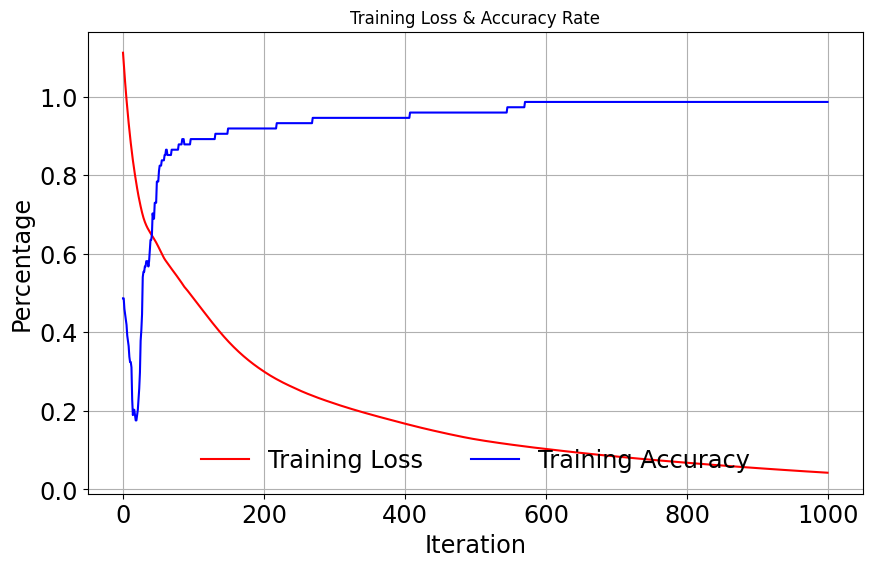 Training Loss & Accuracy Rate
Percentage
1.0
0.8
0.6
0.4
0.2
0.0
Training Loss
Training Accuracy
0 200 400 600 800 1000
Iteration